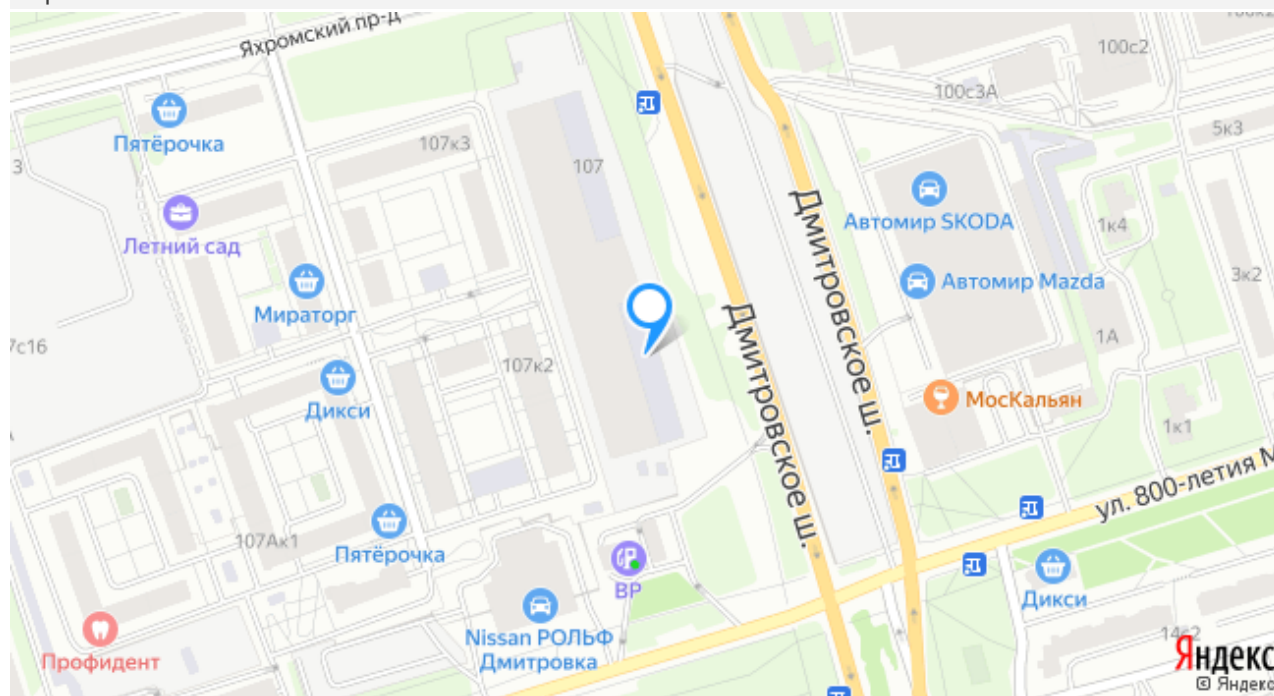 Яхромский пр-д
100с2
100с3А
5к3
Пятёрочка
107к3
107
3
Дмитровское ш.
Автомир SKODA
1к4
Летний сад
3к2
Автомир Mazda
Мираторг
Дмитровское ш.
1А
7с16
107к2
Дикси
МосКальян
1к1
ул. 800-летия М
107Ак1
Пятёрочка
ВР
Дикси
Nissan РОЛЬФ
Дмитровка
14с2
Профидент
Яндекс
© Яндекс